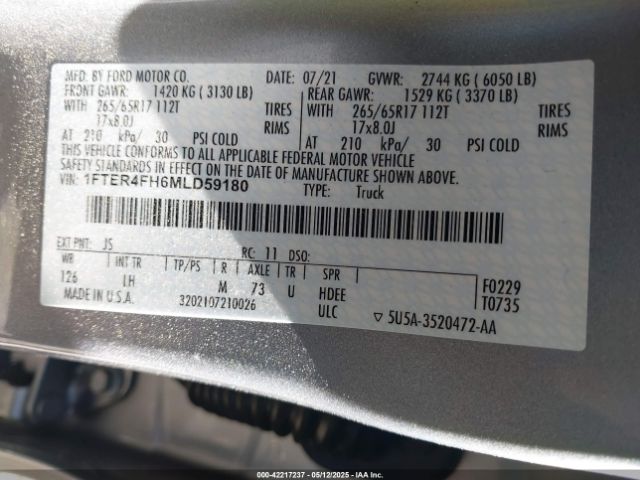 MFD. BY FORD MOTOR CO. DATE: 07/21 GVWR: 2744 KG ( 6050 LB)
FRONT GAWR: 1420 KG ( 3130 LB) REAR GAWR: 1529 KG ( 3370 LB)
WITH 265/65R17 112T TIRES WITH 265/65R17 112T TIRES
17x8.0J RIMS 17x8.0J RIMS
AT 210 kPa/ 30 PSI COLD AT 210 kPa/ 30 PSI COLD
THIS VEHICLE CONFORMS TO ALL APPLICABLE FEDERAL MOTOR VEHICLE
SAFETY STANDARDS IN EFFECT ON THE DATE OF MANUFACTURE SHOWN ABOVE.
VIN: 1FTER4FH6MLD59180 TYPE: Truck
EXT PNT: JS RC: 11 DSO:
WB INT TR TP/PS R AXLE TR SPR
126 LH M 73 U HDEE F0229
MADE IN U.S.A. 3202107210026 ULC T0735
▽ 5U5A-3520472-AA
000-42217237 - 05/12/2025 - IAAI Copyright